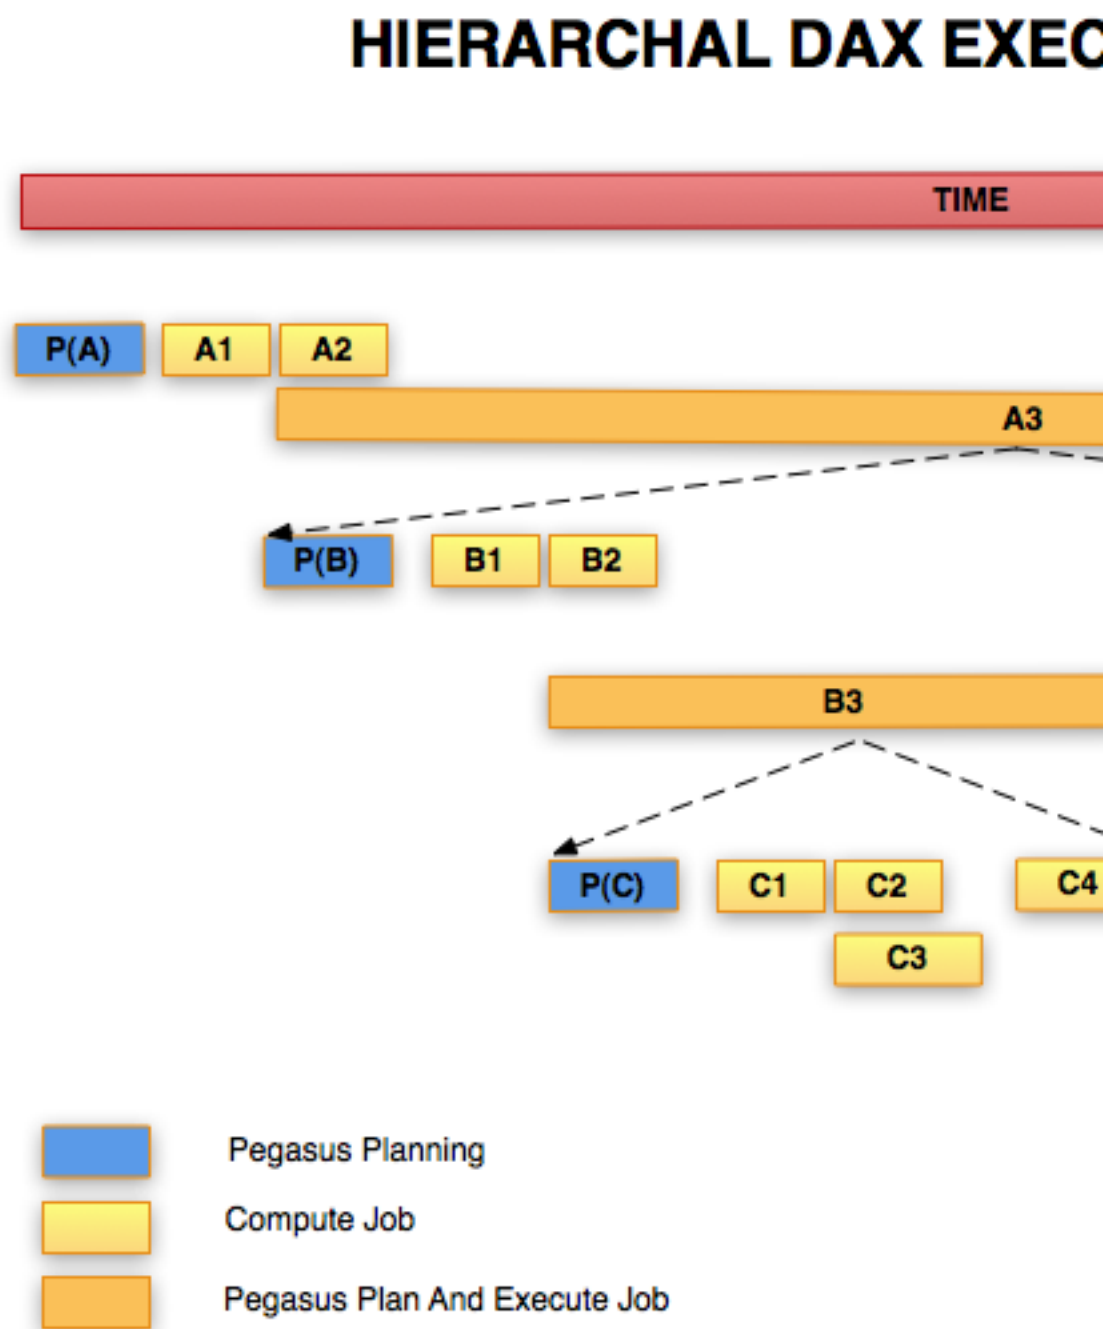 HIERARCHAL DAX EXEC
TIME
P(A) A1 A2
A3
P(B) B1 B2
B3
P(C) C1 C2 C4
C3
Pegasus Planning
Compute Job
Pegasus Plan And Execute Job